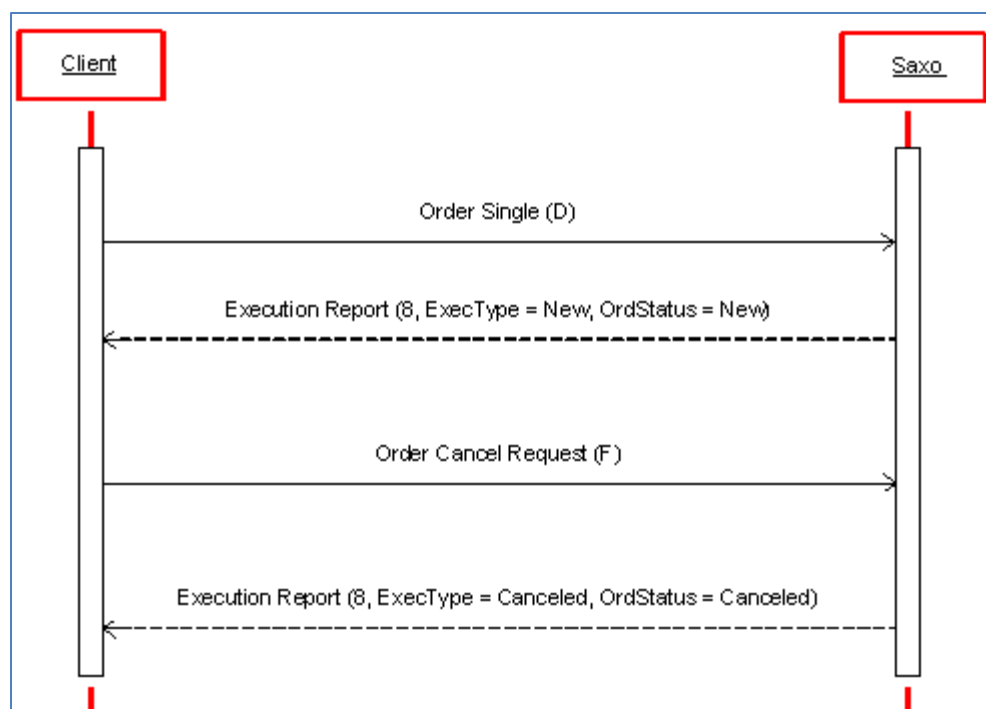 Client
Saxo
Order Single (D)
Execution Report (8, ExecType = New, OrdStatus = New)
Order Cancel Request (F)
Execution Report (8, ExecType = Canceled, OrdStatus = Canceled)